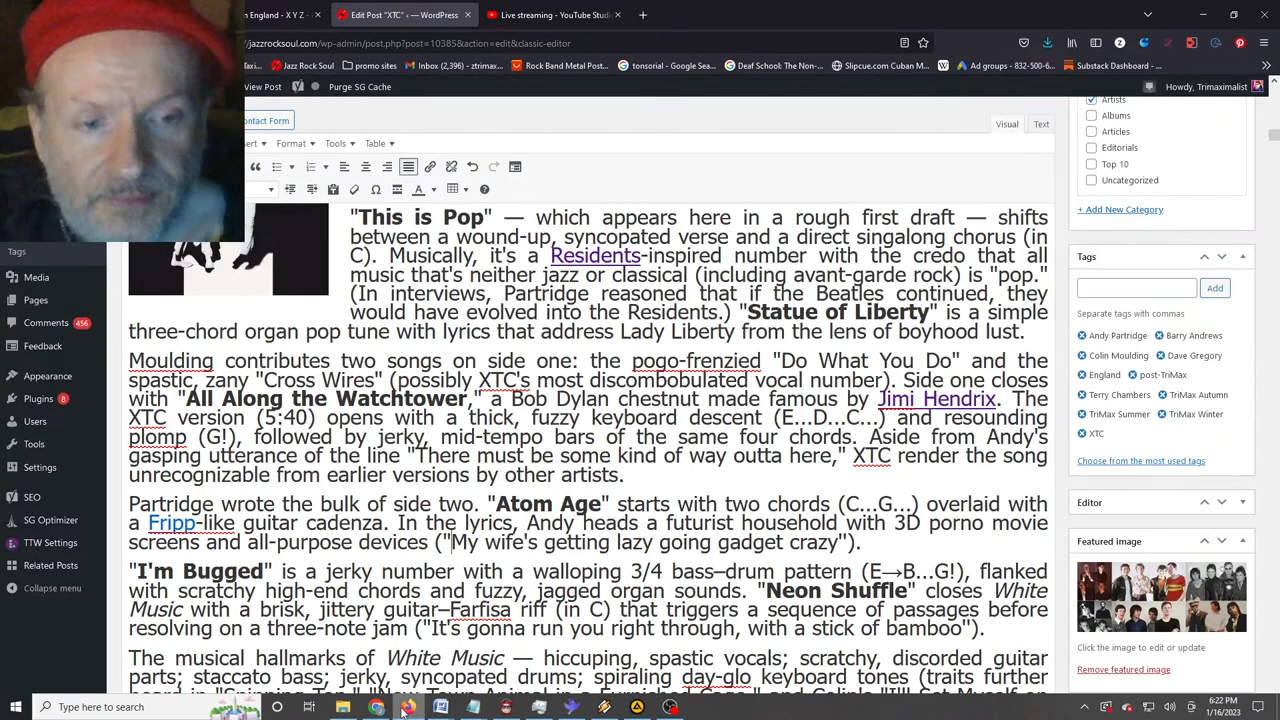 n England - X Y Z - I
Edit Post "XTC" ‹ — WordPress
Live streaming - YouTube Studi
jazzrocksoul.com/wp-admin/post.php?post=10385&action=edit&classic-editor
Jazz Rock Soul
promo sites
Inbox (2,396) - ztrimax...
Rock Band Metal Poster...
tonsorial - Google Sea...
Deaf School: The Non-...
Slipcue.com Cuban M...
Ad groups - 832-500-6...
Substack Dashboard -...
View Post
Purge SG Cache
Howdy, Trimaximalist
ontact Form
Visual
Text
Format
Tools
Table
"This is Pop" — which appears here in a rough first draft — shifts
between a wound-up, syncopated verse and a direct singalong chorus (in
C). Musically, it's a Residents-inspired number with the credo that all
music that's neither jazz or classical (including avant-garde rock) is "pop."
(In interviews, Partridge reasoned that if the Beatles continued, they
would have evolved into the Residents.) "Statue of Liberty" is a simple
three-chord organ pop tune with lyrics that address Lady Liberty from the lens of boyhood lust.
Moulding contributes two songs on side one: the pogo-frenzied "Do What You Do" and the
spastic, zany "Cross Wires" (possibly XTC's most discombobulated vocal number). Side one closes
with "All Along the Watchtower," a Bob Dylan chestnut made famous by Jimi Hendrix. The
XTC version (5:40) opens with a thick, fuzzy keyboard descent (E...D...C...) and resounding
plomp (G!), followed by jerky, mid-tempo bars of the same four chords. Aside from Andy's
gasping utterance of the line "There must be some kind of way outta here," XTC render the song
unrecognizable from earlier versions by other artists.
Partridge wrote the bulk of side two. "Atom Age" starts with two chords (C...G...) overlaid with
a Fripp-like guitar cadenza. In the lyrics, Andy heads a futurist household with 3D porno movie
screens and all-purpose devices ("My wife's getting lazy going gadget crazy").
"I'm Bugged" is a jerky number with a walloping 3/4 bass–drum pattern (E→B...G!), flanked
with scratchy high-end chords and fuzzy, jagged organ sounds. "Neon Shuffle" closes White
Music with a brisk, jittery guitar–Farfisa riff (in C) that triggers a sequence of passages before
resolving on a three-note jam ("It's gonna run you right through, with a stick of bamboo").
The musical hallmarks of White Music — hiccuping, spastic vocals; scratchy, discorded guitar
parts; staccato bass; jerky, syncopated drums; spiraling day-glo keyboard tones (traits further
Tags
Media
Pages
Comments 456
Feedback
Appearance
Plugins 8
Users
Tools
Settings
SEO
SG Optimizer
TTW Settings
Related Posts
Collapse menu
Artists
Albums
Articles
Editorials
Top 10
Uncategorized
+ Add New Category
Tags
Add
Separate tags with commas
Andy Partridge
Barry Andrews
Colin Moulding
Dave Gregory
England
post-TriMax
Terry Chambers
TriMax Autumn
TriMax Summer
TriMax Winter
XTC
Choose from the most used tags
Editor
Featured image
Click the image to edit or update
Remove featured image
Type here to search
6:22 PM
1/16/2023